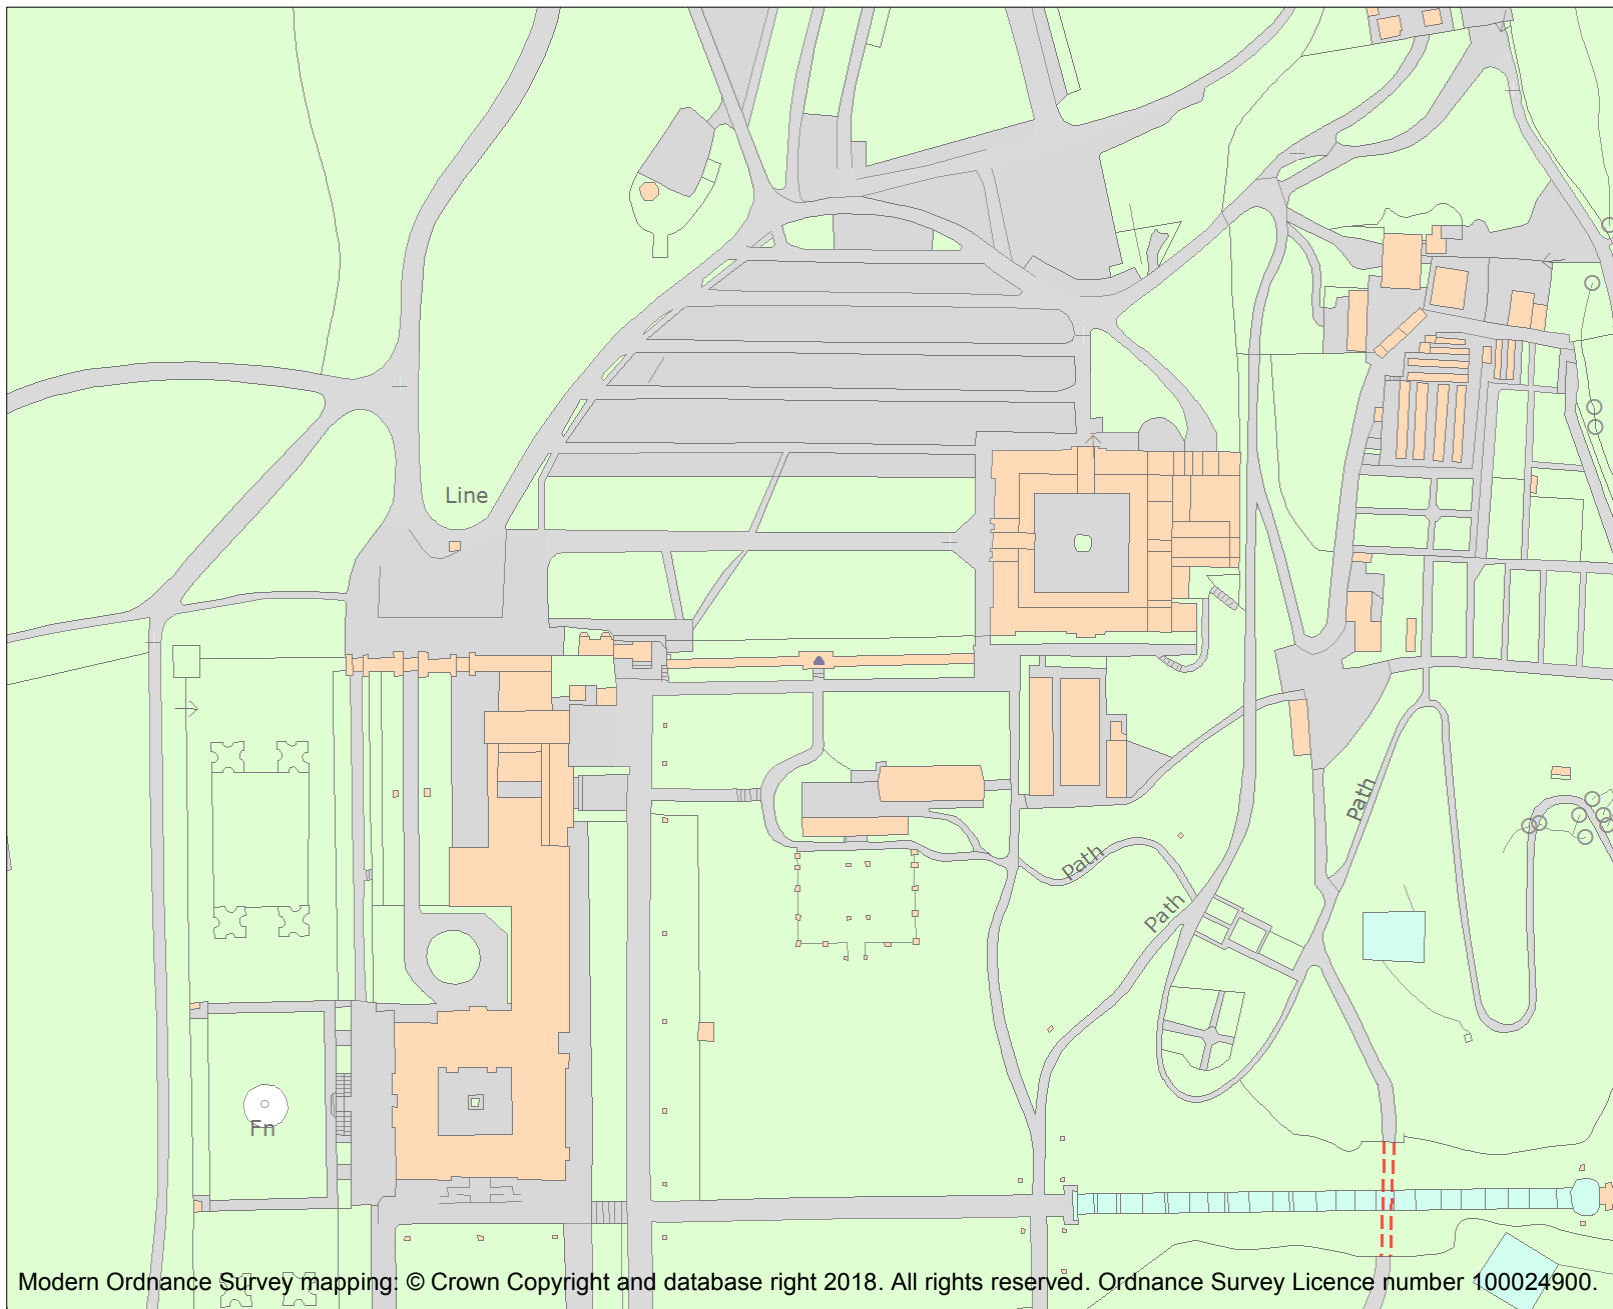 Line
Path
Path
Path
Fn
Modern Ordnance Survey mapping: © Crown Copyright and database right 2018. All rights reserved. Ordnance Survey Licence number 100024900.